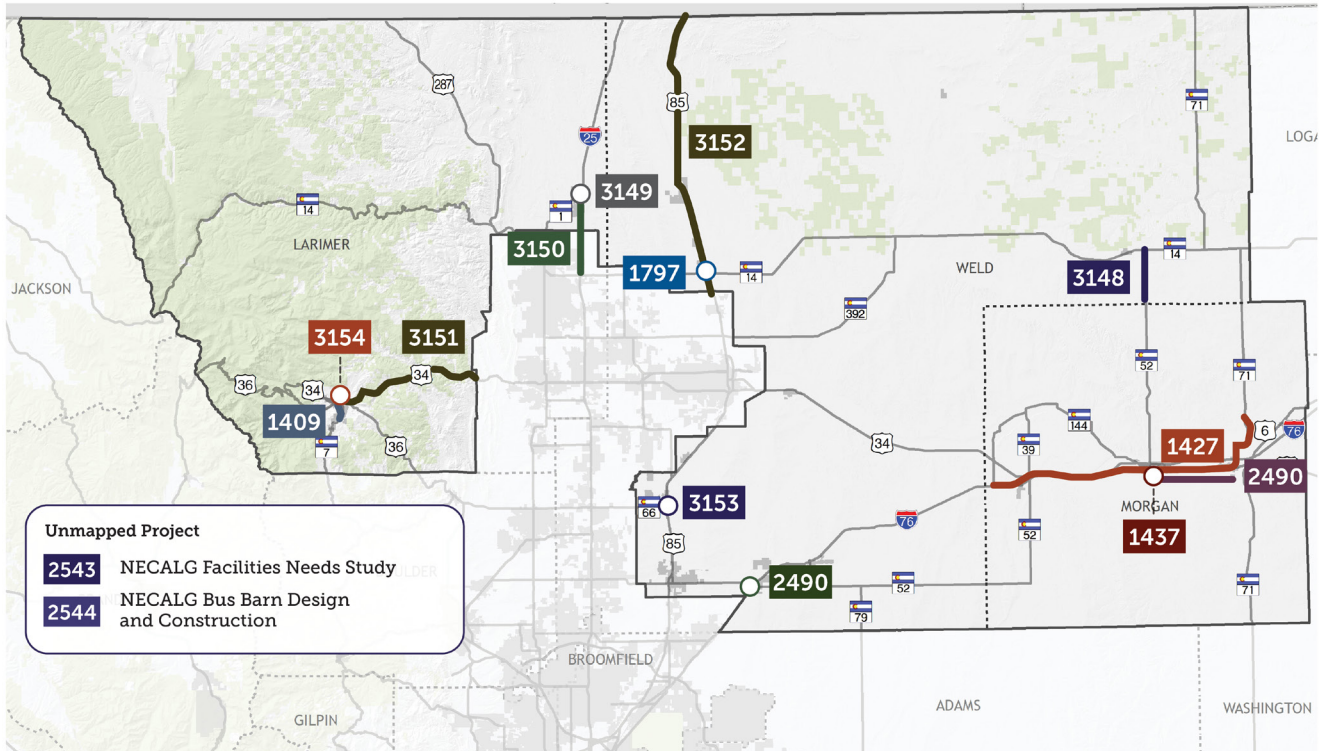 287
85
71
LOGA
3152
25
3149
1
14
LARIMER
3150
14
WELD
1797
14
3148
JACKSON
392
3154
3151
36
34
34
52
71
1409
144
6
76
7
36
34
39
1427
2490
66
3153
MORGAN
76
52
1437
85
Unmapped Project
2543 NECALG Facilities Needs Study
2544 NECALG Bus Barn Design
and Construction
ULDER
2490
52
71
79
BROOMFIELD
ADAMS
WASHINGTON
GILPIN